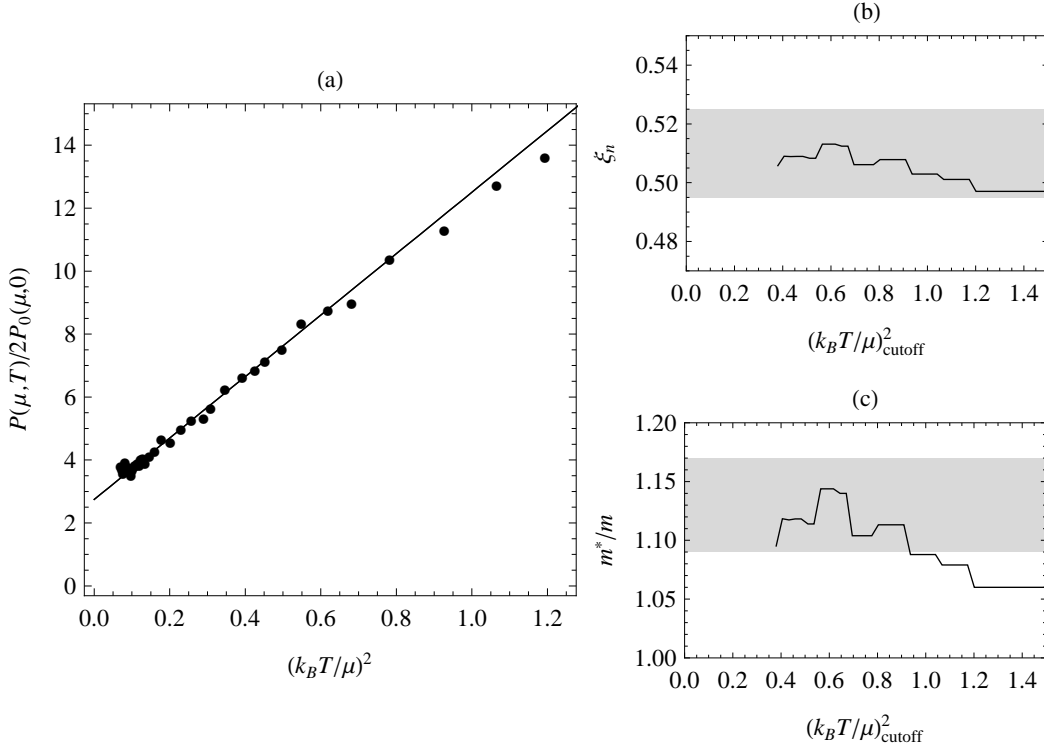 (a)
P(μ,T)/2P₀(μ,0)
14
12
10
8
6
4
2
0
0.0 0.2 0.4 0.6 0.8 1.0 1.2
(k_BT/μ)²
(b)
ξₙ
0.54
0.52
0.50
0.48
0.0 0.2 0.4 0.6 0.8 1.0 1.2 1.4
(k_BT/μ)²_cutoff
(c)
m*/m
1.20
1.15
1.10
1.05
1.00
0.0 0.2 0.4 0.6 0.8 1.0 1.2 1.4
(k_BT/μ)²_cutoff